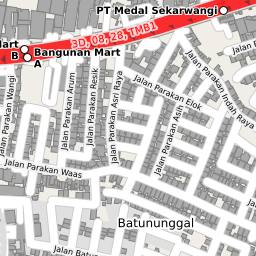 PT Medal Sekarwangi
3D, 08, 28, TMB1
Mart
B Bangunan Mart
A
Jalan Parakan Elok
Jalan Parakan Indah Raya
Jalan Parakan Wangi
Jalan Parakan Arum
Jalan Parakan Resik
Jalan Parakan Asri Raya
Jalan Parakan Asri
Jalan Parakan Waas
Batununggal
Jalan Batu